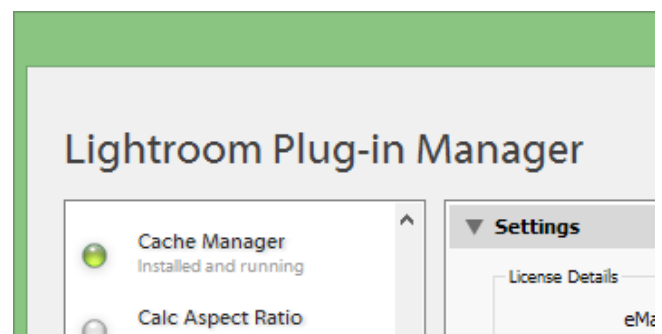 Lightroom Plug-in Manager
Cache Manager
Installed and running
Calc Aspect Ratio
Settings
License Details